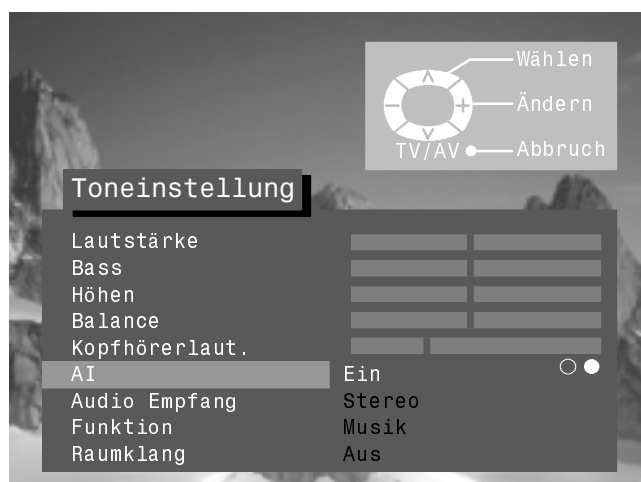 Wählen
Ändern
TV/AV Abbruch
Toneinstellung
Lautstärke
Bass
Höhen
Balance
Kopfhörerlaut.
AI Ein
Audio Empfang Stereo
Funktion Musik
Raumklang Aus